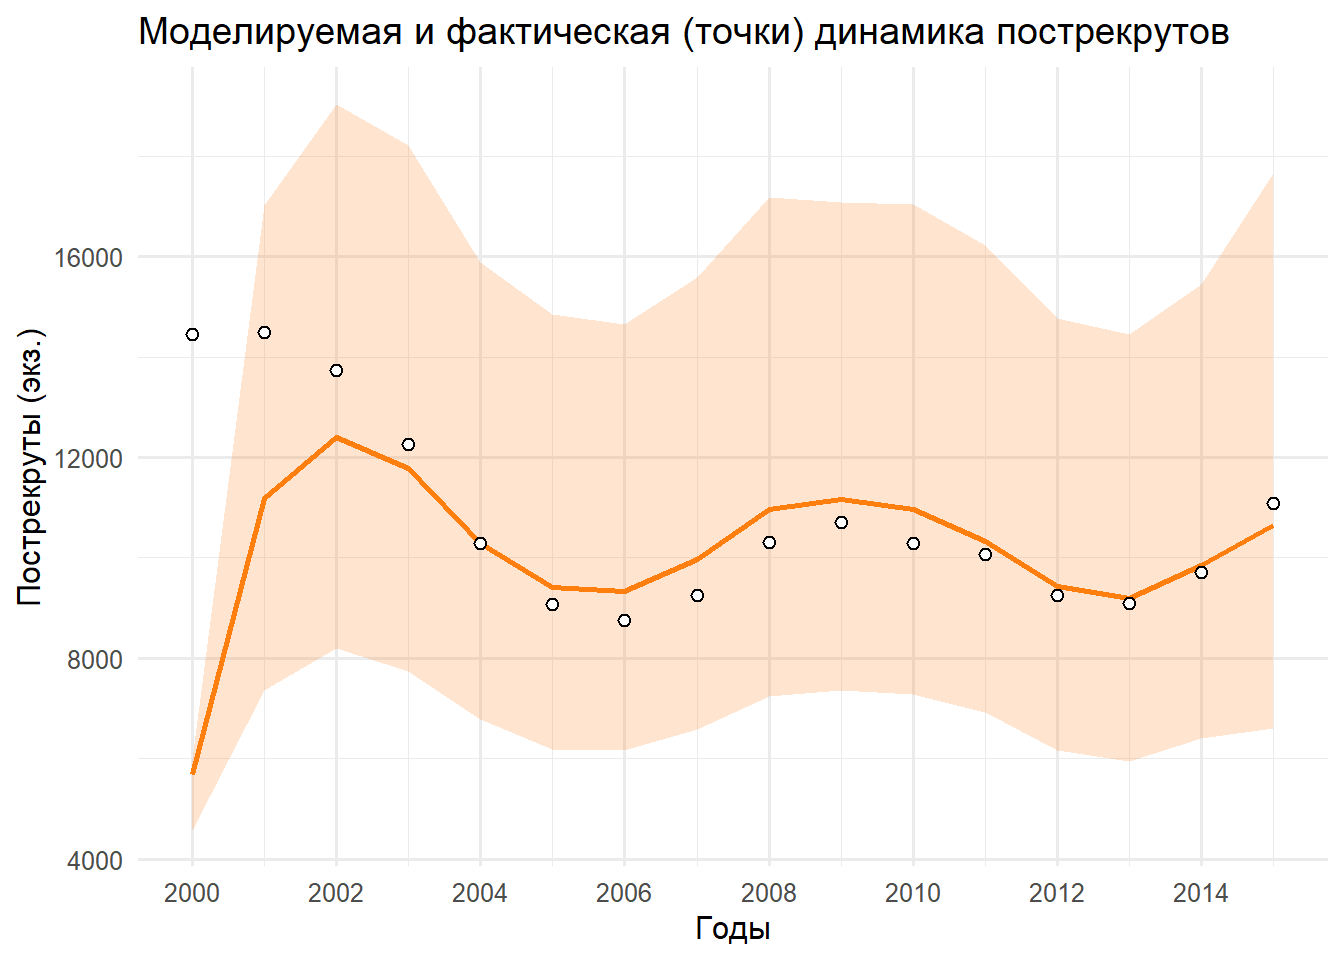 Моделируемая и фактическая (точки) динамика пострекрутов
Пострекруты (экз.)
16000
12000
8000
4000
2000 2002 2004 2006 2008 2010 2012 2014
Годы